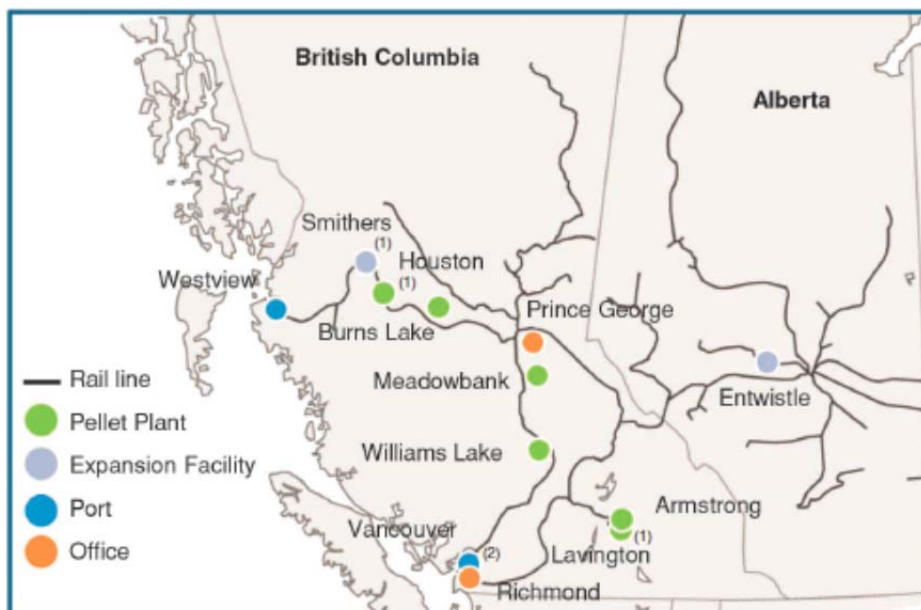 British Columbia
Alberta
Smithers
(1)
Houston
(1)
Westview
Prince George
Burns Lake
Rail line
Meadowbank
Entwistle
Pellet Plant
Williams Lake
Expansion Facility
Port
Armstrong
Vancouver
(1)
Office
(2)
Lavington
Richmond